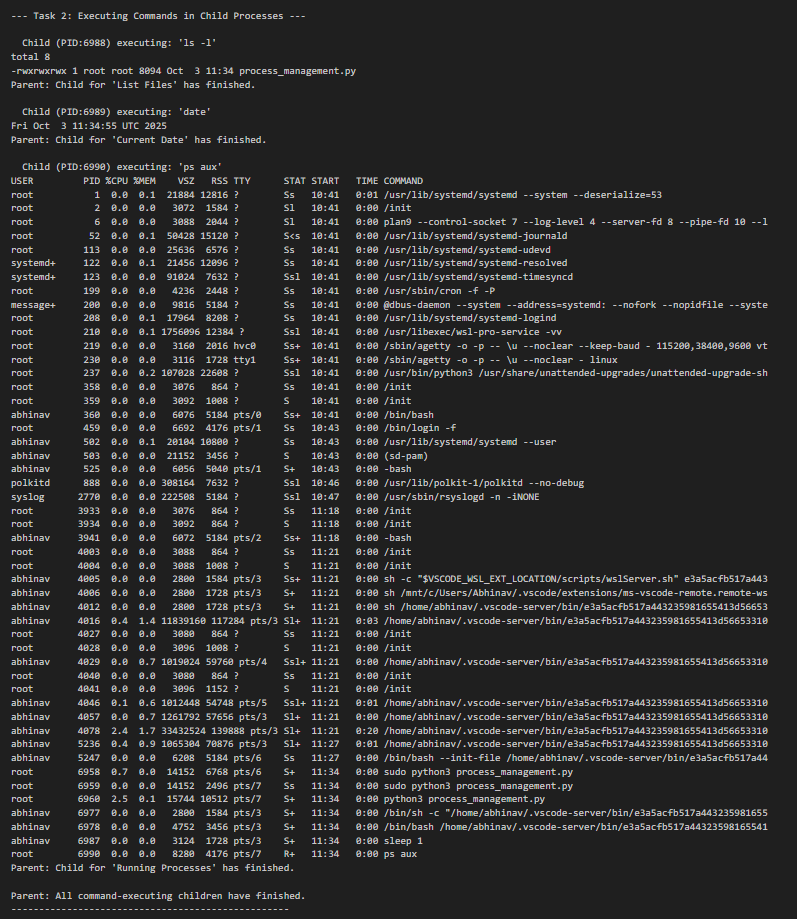 --- Task 2: Executing Commands in Child Processes ---
Child (PID:6988) executing: 'ls -l'
total 8
-rwxrwxrwx 1 root root 8094 Oct  3 11:34 process_management.py
Parent: Child for 'List Files' has finished.
Child (PID:6989) executing: 'date'
Fri Oct  3 11:34:55 UTC 2025
Parent: Child for 'Current Date' has finished.
Child (PID:6990) executing: 'ps aux'
USER         PID %CPU %MEM    VSZ   RSS TTY      STAT START   TIME COMMAND
root           1  0.0  0.1  21884 12816 ?        Ss   10:41   0:01 /usr/lib/systemd/systemd --system --deserialize=53
root           2  0.0  0.0   3072  1584 ?        Sl   10:41   0:00 /init
root           6  0.0  0.0   3088  2044 ?        Sl   10:41   0:00 plan9 --control-socket 7 --log-level 4 --server-fd 8 --pipe-fd 10 --l
root          52  0.0  0.1  50428 15120 ?        S<s  10:41   0:00 /usr/lib/systemd/systemd-journald
root         113  0.0  0.0  25636  6576 ?        Ss   10:41   0:00 /usr/lib/systemd/systemd-udevd
systemd+     122  0.0  0.1  21456 12096 ?        Ss   10:41   0:00 /usr/lib/systemd/systemd-resolved
systemd+     123  0.0  0.0  91024  7632 ?        Ssl  10:41   0:00 /usr/lib/systemd/systemd-timesyncd
root         199  0.0  0.0   4236  2448 ?        Ss   10:41   0:00 /usr/sbin/cron -f -P
message+     200  0.0  0.0   9816  5184 ?        Ss   10:41   0:00 @dbus-daemon --system --address=systemd: --nofork --nopidfile --syste
root         208  0.0  0.1  17964  8208 ?        Ss   10:41   0:00 /usr/lib/systemd/systemd-logind
root         210  0.0  0.1 1756096 12384 ?       Ssl  10:41   0:00 /usr/libexec/wsl-pro-service -vv
root         219  0.0  0.0   3160  2016 hvc0     Ss+  10:41   0:00 /sbin/agetty -o -p -- \u --noclear --keep-baud - 115200,38400,9600 vt
root         230  0.0  0.0   3116  1728 tty1     Ss+  10:41   0:00 /sbin/agetty -o -p -- \u --noclear - linux
root         237  0.0  0.2 107028 22608 ?        Ssl  10:41   0:00 /usr/bin/python3 /usr/share/unattended-upgrades/unattended-upgrade-sh
root         358  0.0  0.0   3076   864 ?        Ss   10:41   0:00 /init
root         359  0.0  0.0   3092  1008 ?        S    10:41   0:00 /init
abhinav      360  0.0  0.0   6076  5184 pts/0    Ss+  10:41   0:00 /bin/bash
root         459  0.0  0.0   6692  4176 pts/1    Ss   10:43   0:00 /bin/login -f
abhinav      502  0.0  0.1  20104 10800 ?        Ss   10:43   0:00 /usr/lib/systemd/systemd --user
abhinav      503  0.0  0.0  21152  3456 ?        S    10:43   0:00 (sd-pam)
abhinav      525  0.0  0.0   6056  5040 pts/1    S+   10:43   0:00 -bash
polkitd      888  0.0  0.0 308164  7632 ?        Ssl  10:46   0:00 /usr/lib/polkit-1/polkitd --no-debug
syslog      2770  0.0  0.0 222508  5184 ?        Ssl  10:47   0:00 /usr/sbin/rsyslogd -n -iNONE
root        3933  0.0  0.0   3076   864 ?        Ss   11:18   0:00 /init
root        3934  0.0  0.0   3092   864 ?        S    11:18   0:00 /init
abhinav     3941  0.0  0.0   6072  5184 pts/2    Ss+  11:18   0:00 -bash
root        4003  0.0  0.0   3088   864 ?        Ss   11:21   0:00 /init
root        4004  0.0  0.0   3088  1008 ?        S    11:21   0:00 /init
abhinav     4005  0.0  0.0   2800  1584 pts/3    Ss+  11:21   0:00 sh -c "$VSCODE_WSL_EXT_LOCATION/scripts/wslServer.sh" e3a5acfb517a443
abhinav     4006  0.0  0.0   2806  1728 pts/3    S+   11:21   0:00 sh /mnt/c/Users/Abhinav/.vscode/extensions/ms-vscode-remote.remote-ws
abhinav     4012  0.0  0.0   2800  1728 pts/3    S+   11:21   0:00 sh /home/abhinav/.vscode-server/bin/e3a5acfb517a443235981655413d56653
abhinav     4016  0.4  1.4 11839160 117284 pts/3 Sl+  11:21   0:03 /home/abhinav/.vscode-server/bin/e3a5acfb517a443235981655413d56653310
root        4027  0.0  0.0   3080   864 ?        Ss   11:21   0:00 /init
root        4028  0.0  0.0   3096  1008 ?        S    11:21   0:00 /init
abhinav     4029  0.0  0.7 1019024 59760 pts/4   Ssl+ 11:21   0:00 /home/abhinav/.vscode-server/bin/e3a5acfb517a443235981655413d56653310
root        4040  0.0  0.0   3080   864 ?        Ss   11:21   0:00 /init
root        4041  0.0  0.0   3096  1152 ?        S    11:21   0:00 /init
abhinav     4046  0.1  0.6 1012448 54748 pts/5   Ssl+ 11:21   0:01 /home/abhinav/.vscode-server/bin/e3a5acfb517a443235981655413d56653310
abhinav     4057  0.0  0.7 1261792 57656 pts/3   Sl+  11:21   0:00 /home/abhinav/.vscode-server/bin/e3a5acfb517a443235981655413d56653310
abhinav     4078  2.4  1.7 33432524 139888 pts/3 Sl+  11:21   0:20 /home/abhinav/.vscode-server/bin/e3a5acfb517a443235981655413d56653310
abhinav     5236  0.4  0.9 1065304 70876 pts/3   Sl+  11:27   0:01 /home/abhinav/.vscode-server/bin/e3a5acfb517a443235981655413d56653310
abhinav     5247  0.0  0.0   6208  5184 pts/6    Ss   11:27   0:00 /bin/bash --init-file /home/abhinav/.vscode-server/bin/e3a5acfb517a44
root        6958  0.7  0.0  14152  6768 pts/6    S+   11:34   0:00 sudo python3 process_management.py
root        6959  0.0  0.0  14152  2496 pts/7    Ss   11:34   0:00 sudo python3 process_management.py
root        6960  2.5  0.1  15744 10512 pts/7    S+   11:34   0:00 python3 process_management.py
abhinav     6977  0.0  0.0   2800  1584 pts/3    S+   11:34   0:00 /bin/sh -c "/home/abhinav/.vscode-server/bin/e3a5acfb517a443235981655
abhinav     6978  0.0  0.0   4752  3456 pts/3    S+   11:34   0:00 /bin/bash /home/abhinav/.vscode-server/bin/e3a5acfb517a44323598165541
abhinav     6987  0.0  0.0   3124  1728 pts/3    S+   11:34   0:00 sleep 1
root        6990  0.0  0.0   8280  4176 pts/7    R+   11:34   0:00 ps aux
Parent: Child for 'Running Processes' has finished.
Parent: All command-executing children have finished.
--------------------------------------------------